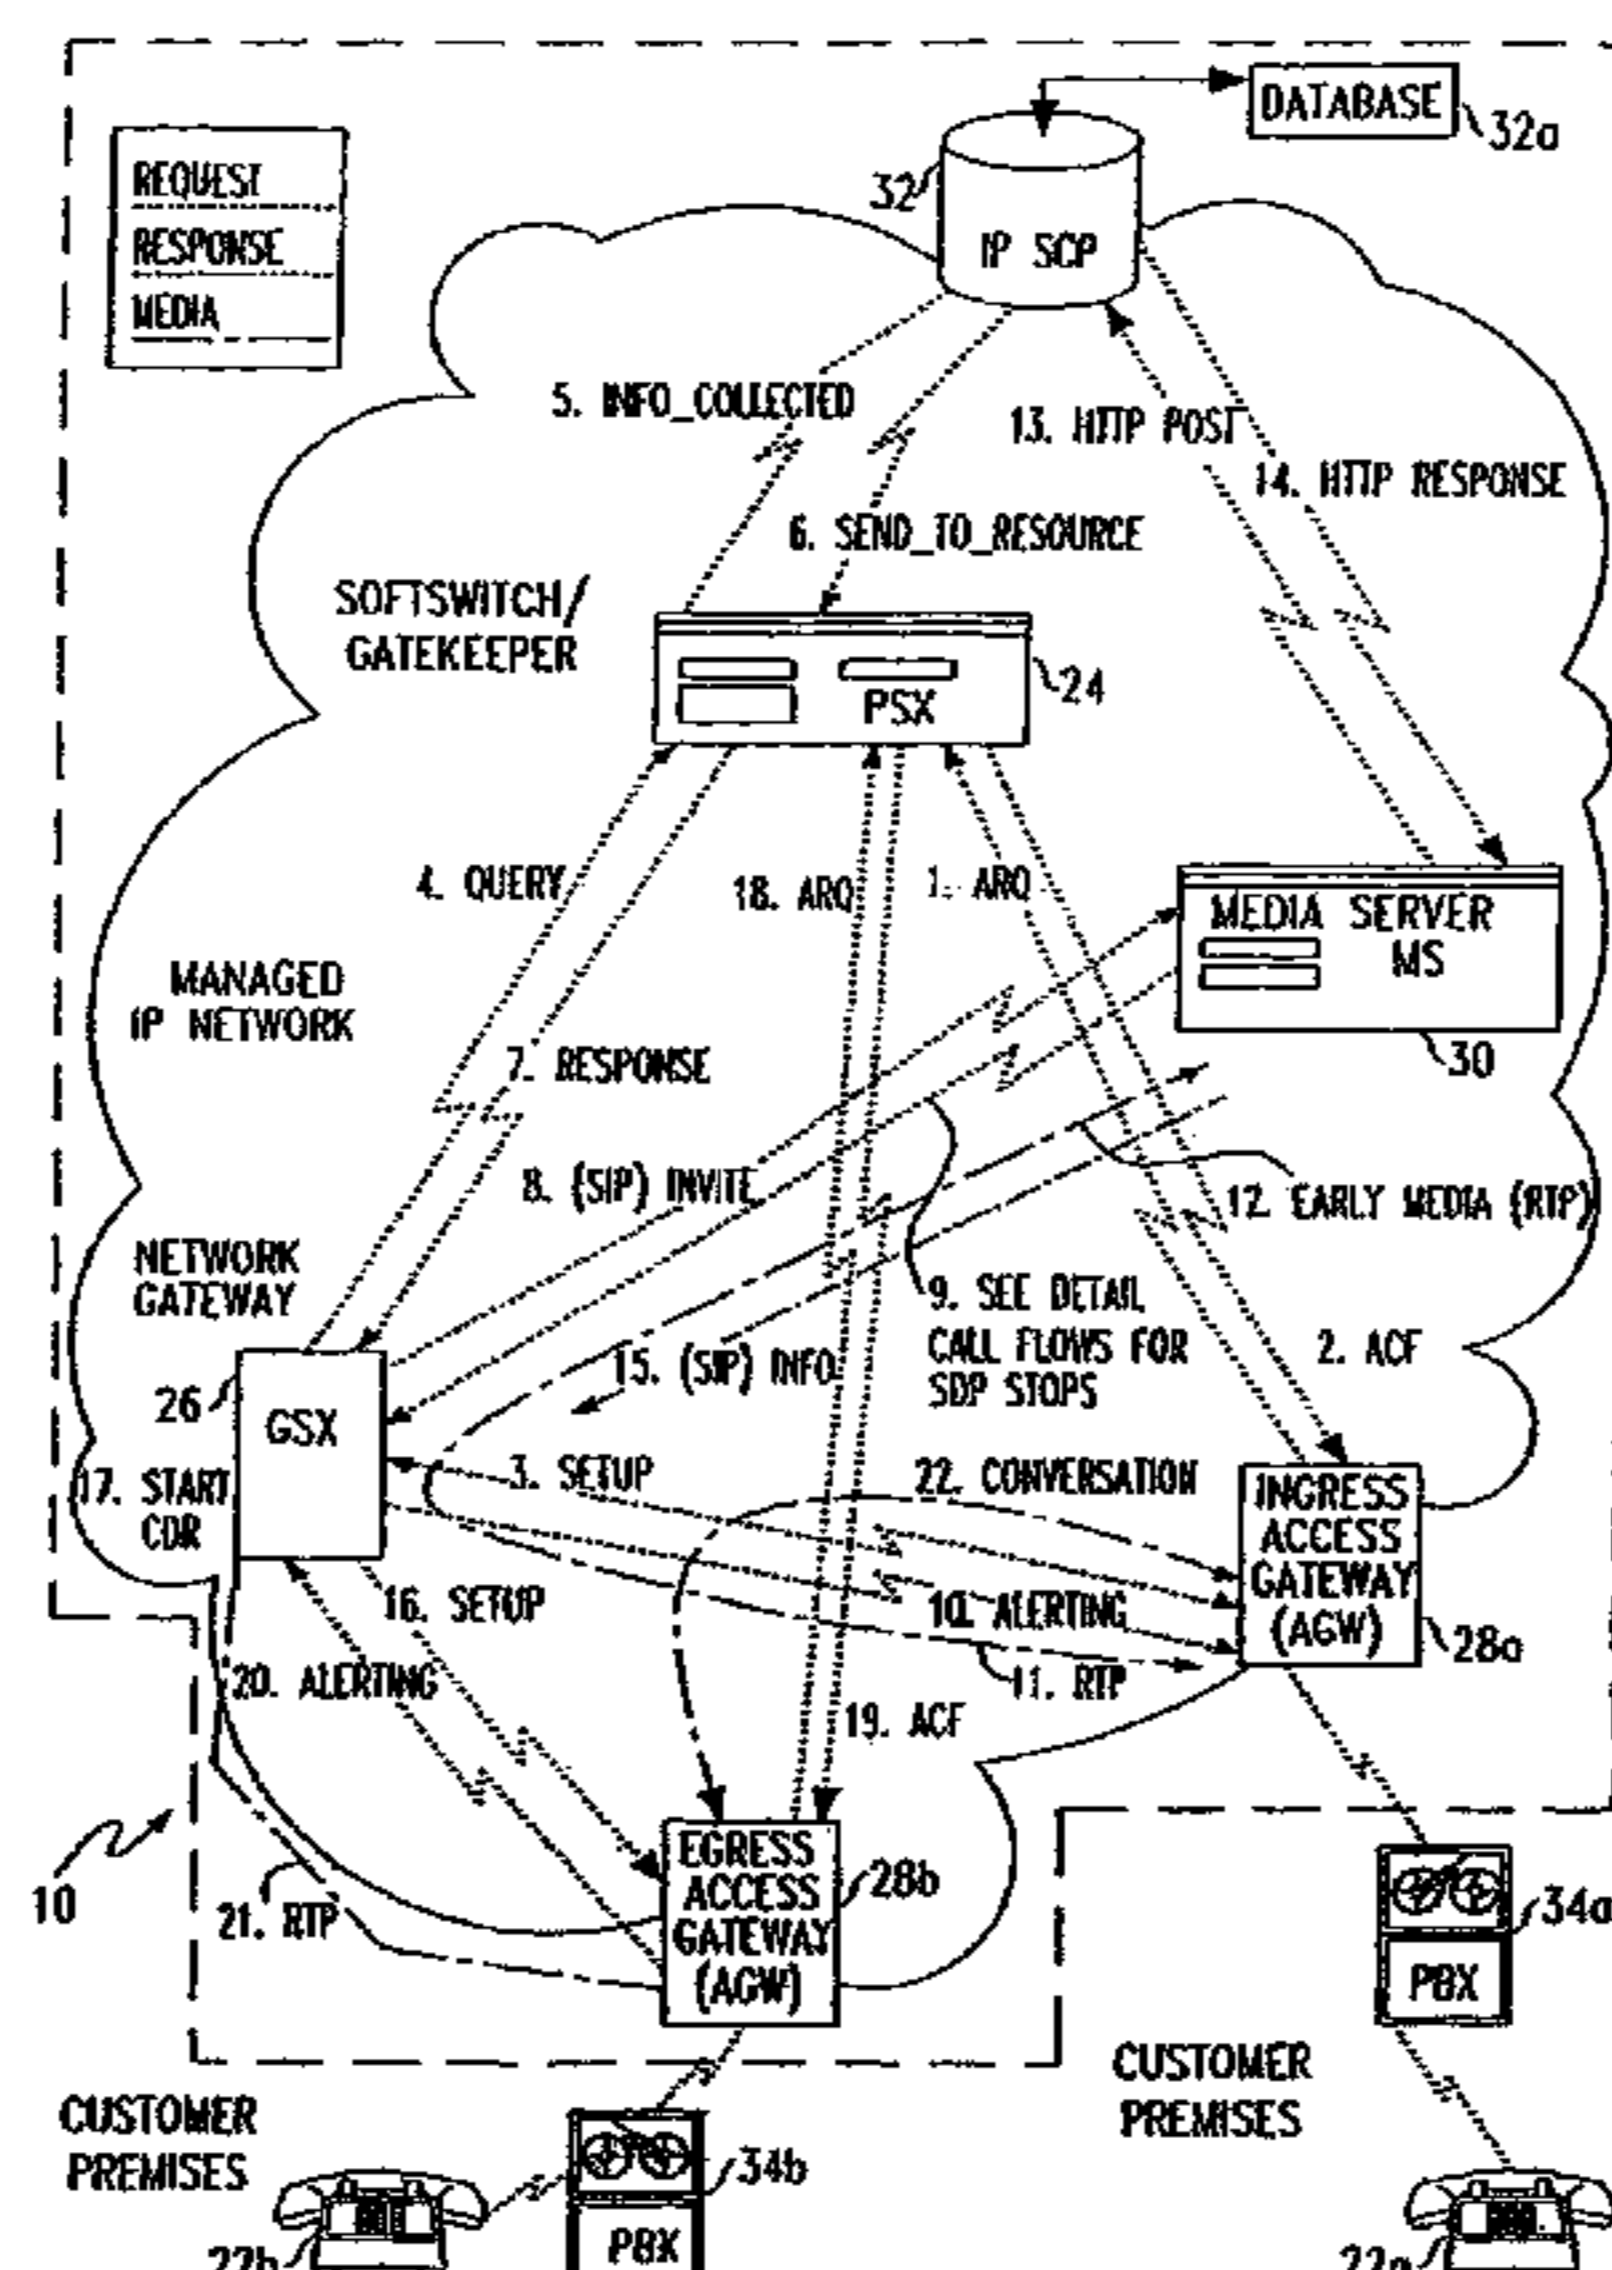 DATABASE
32a
REQUEST
RESPONSE
MEDIA
32
IP SCP
5. INFO_COLLECTED
13. HTTP POST
14. HTTP RESPONSE
6. SEND_TO_RESOURCE
SOFTSWITCH/
GATEKEEPER
24
PSX
4. QUERY
18. ARQ
1. ARQ
MEDIA SERVER
MS
30
MANAGED
IP NETWORK
7. RESPONSE
8. (SIP) INVITE
12. EARLY MEDIA (RTP)
NETWORK
GATEWAY
9. SEE DETAIL
CALL FLOWS FOR
SDP STOPS
2. ACF
15. (SIP) INFO
26
GSX
17. START
CDR
3. SETUP
22. CONVERSATION
INGRESS
ACCESS
GATEWAY
(AGW)
28a
16. SETUP
10. ALERTING
11. RTP
20. ALERTING
19. ACF
10
21. RTP
EGRESS
ACCESS
GATEWAY
(AGW)
28b
34a
PBX
CUSTOMER
PREMISES
CUSTOMER
PREMISES
34b
PBX
22b
22a